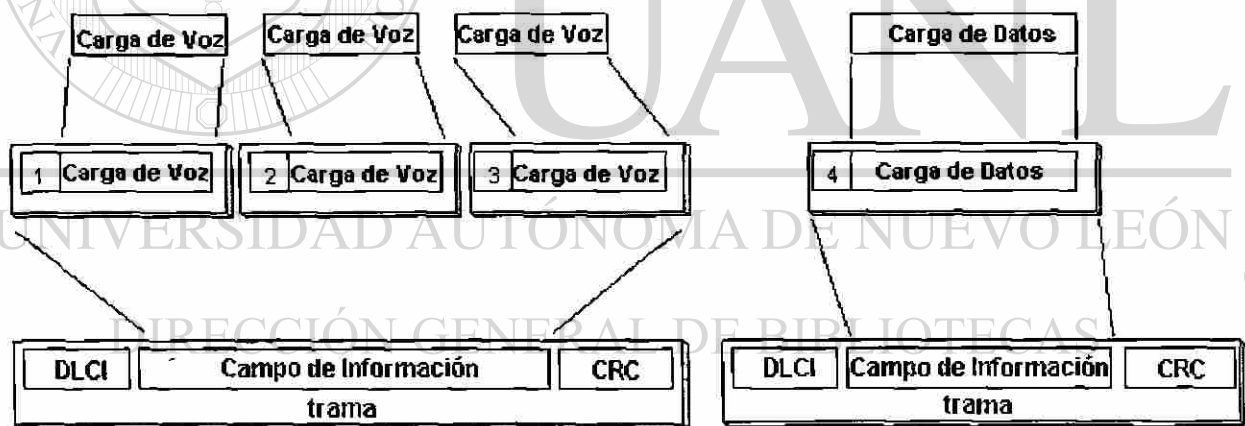 Carga de Voz Carga de Voz Carga de Voz Carga de Datos
1 Carga de Voz 2 Carga de Voz 3 Carga de Voz 4 Carga de Datos
UNIVERSIDAD AUTÓNOMA DE NUEVO LEÓN
DIRECCIÓN GENERAL DE BIBLIOTECAS
DLCI Campo de Información CRC DLCI Campo de Información CRC
trama trama
UANL